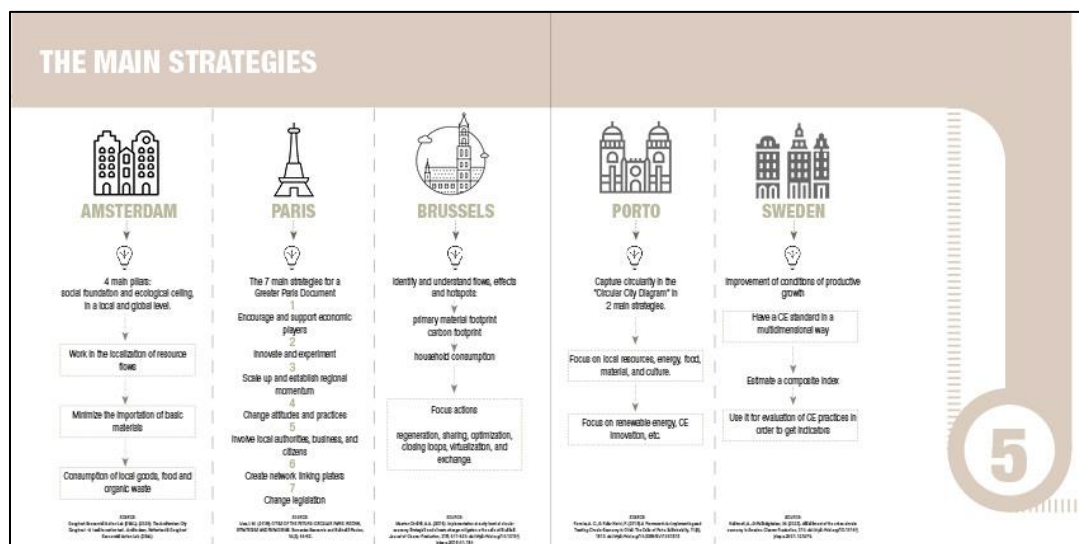 THE MAIN STRATEGIES
AMSTERDAM
4 main pillars:
social foundation and ecological ceiling,
in a local and global level.
Work in the localization of resource
flows
Minimize the importation of basic
materials
Consumption of local goods, food and
organic waste
SOURCE:
PARIS
The 7 main strategies for a
Greater Paris Document
1
Encourage and support economic
players
2
Innovate and experiment
3
Scale up and establish regional
momentum
4
Change attitudes and practices
5
Involve local authorities, business, and
citizens
6
Create network linking platers
7
Change legislation
SOURCE:
BRUSSELS
Identify and understand flows, effects
and hotspots:
primary material footprint
carbon footprint
household consumption
Focus actions
regeneration, sharing, optimization,
closing loops, virtualization, and
exchange.
SOURCE:
PORTO
Capture circularity in the
"Circular City Diagram" in
2 main strategies.
Focus on local resources, energy, food,
material, and culture.
Focus on renewable energy, CE
innovation, etc.
SOURCE:
SWEDEN
Improvement of conditions of productive
growth
Have a CE standard in a
multidimensional way
Estimate a composite index
Use it for evaluation of CE practices in
order to get indicators
SOURCE:
5